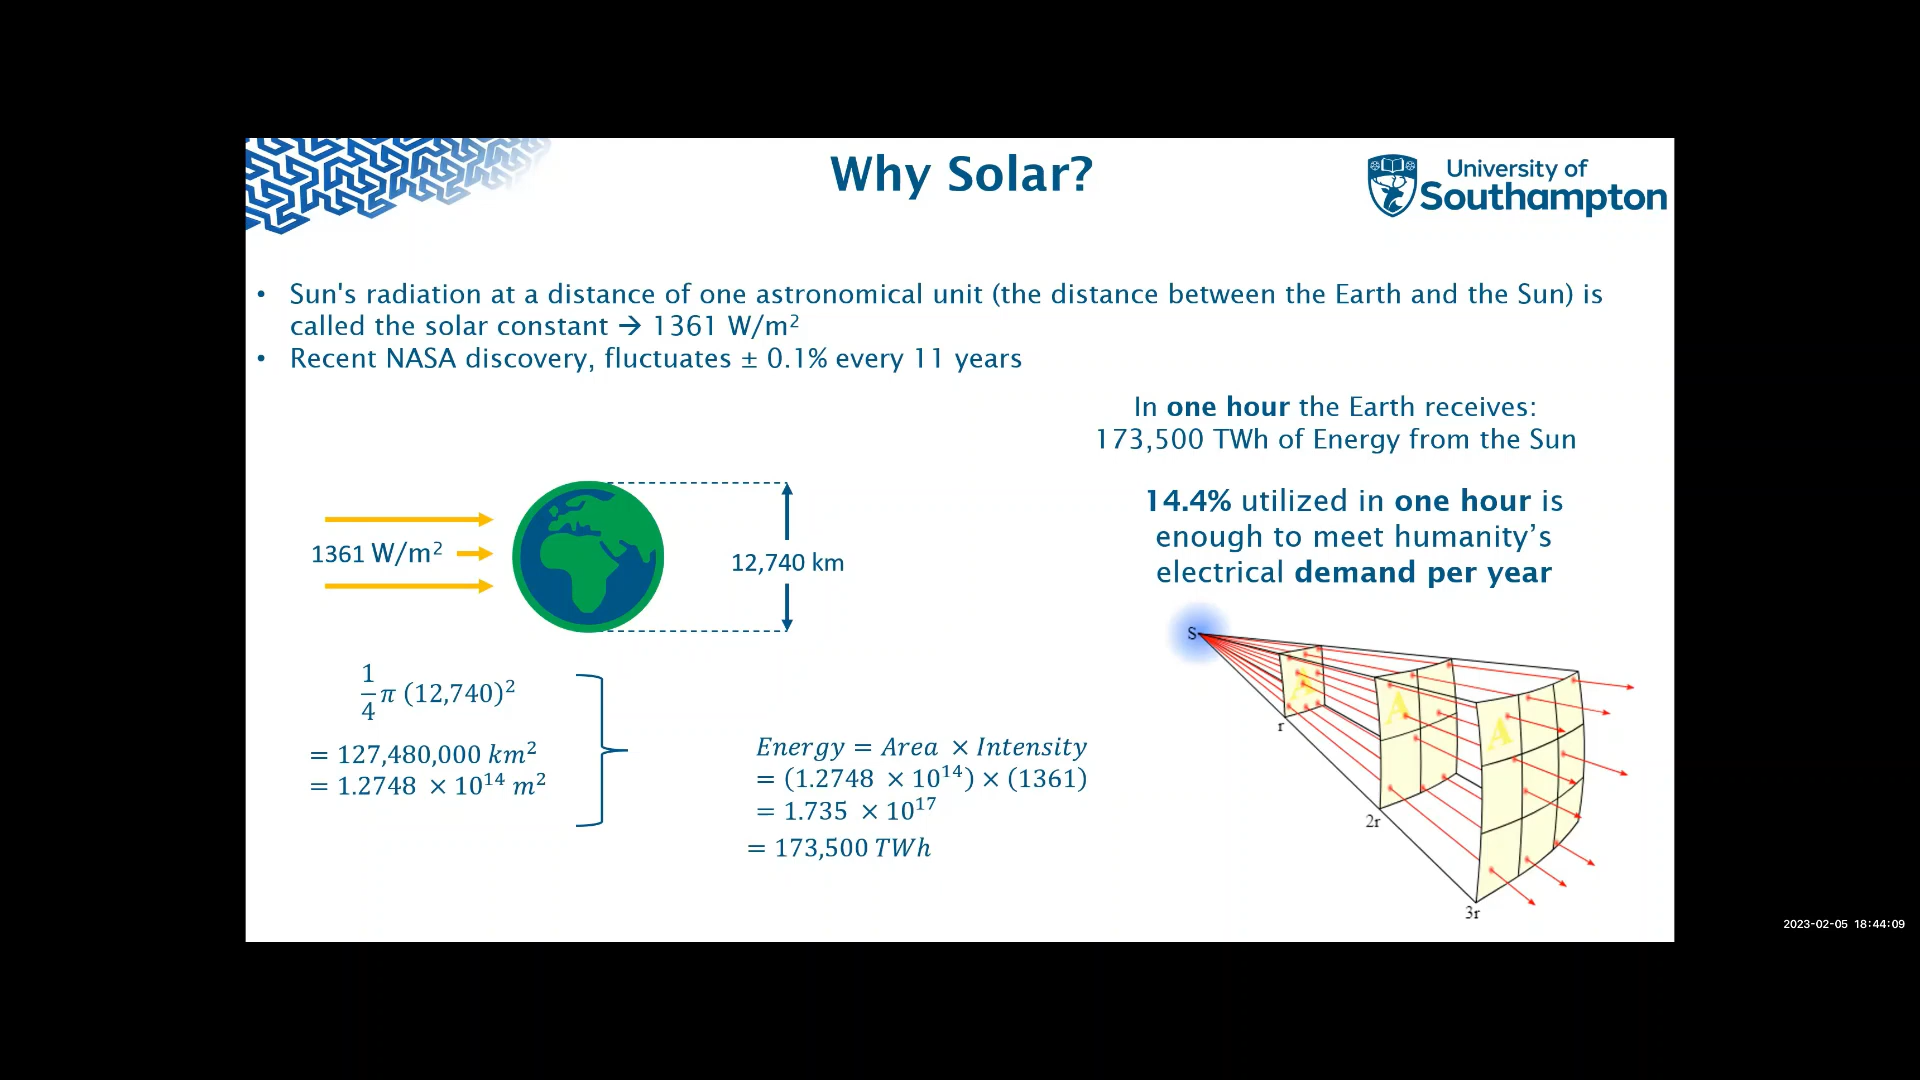 Why Solar?
University of
Southampton
• Sun's radiation at a distance of one astronomical unit (the distance between the Earth and the Sun) is
called the solar constant → 1361 W/m²
• Recent NASA discovery, fluctuates ± 0.1% every 11 years
In one hour the Earth receives:
173,500 TWh of Energy from the Sun
14.4% utilized in one hour is
enough to meet humanity’s
electrical demand per year
1361 W/m²
12,740 km
1/4 π (12,740)²
= 127,480,000 km²
= 1.2748 × 10¹⁴ m²
Energy = Area × Intensity
= (1.2748 × 10¹⁴) × (1361)
= 1.735 × 10¹⁷
= 173,500 TWh
S
A
A
A
r
2r
3r
2023-02-05 18:44:09